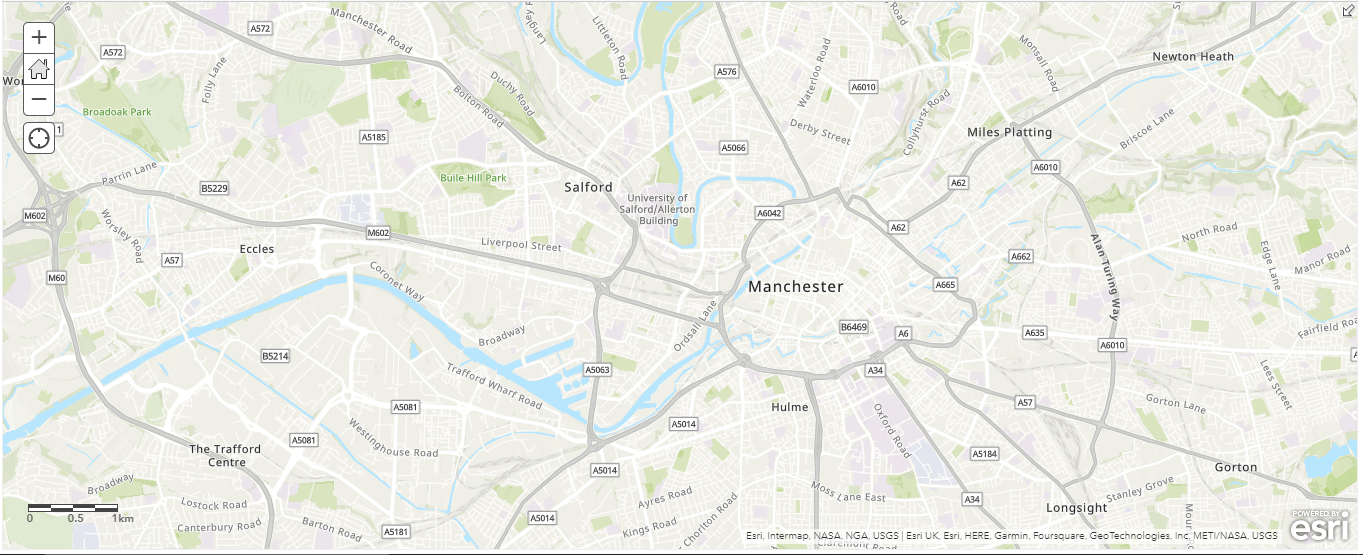 A572
Manchester Road
Langley
Littleton Road
A572
Folly Lane
Broadoak Park
Duchy Road
Bolton Road
A576
Waterloo Road
A6010
Collyhurst Road
Derby Street
Monsall Road
Newton Heath
Miles Platting
Briscoe Lane
1
A5185
A5066
Parrin Lane
B5229
Buile Hill Park
Salford
University of
Salford/Allerton
Building
A6042
A62
A6010
M602
Worsley Road
M602
A62
Eccles
Liverpool Street
A57
M60
Coronet Way
A662
Alan Turing Way
North Road
Edge Lane
Manor Road
Manchester
A665
Ordsall Lane
Broadway
B6469
A6
A635
A6010
Fairfield
B5214
A5063
A34
Trafford Wharf Road
Lees Street
A5081
Hulme
A57
Gorton Lane
A5081
Westinghouse Road
A5014
Oxford Road
The Trafford
Centre
A5014
A5184
Gorton
Broadway
Lostock Road
Canterbury Road
Barton Road
A5181
A5014
Ayres Road
Kings Road
Chorlton Road
Moss Lane East
A34
Longsight
Stanley Grove
0 0.5 1km
POWERED BY
esri
Esri, Intermap, NASA, NGA, USGS | Esri UK, Esri, HERE, Garmin, Foursquare, GeoTechnologies, Inc, METI/NASA, USGS